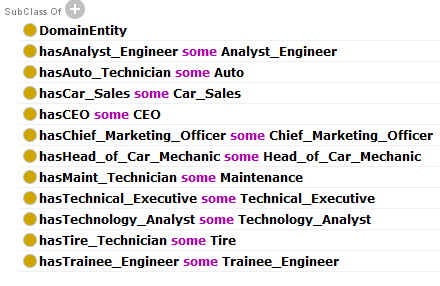 SubClass Of
DomainEntity
hasAnalyst_Engineer some Analyst_Engineer
hasAuto_Technician some Auto
hasCar_Sales some Car_Sales
hasCEO some CEO
hasChief_Marketing_Officer some Chief_Marketing_Officer
hasHead_of_Car_Mechanic some Head_of_Car_Mechanic
hasMaint_Technician some Maintenance
hasTechnical_Executive some Technical_Executive
hasTechnology_Analyst some Technology_Analyst
hasTire_Technician some Tire
hasTrainee_Engineer some Trainee_Engineer